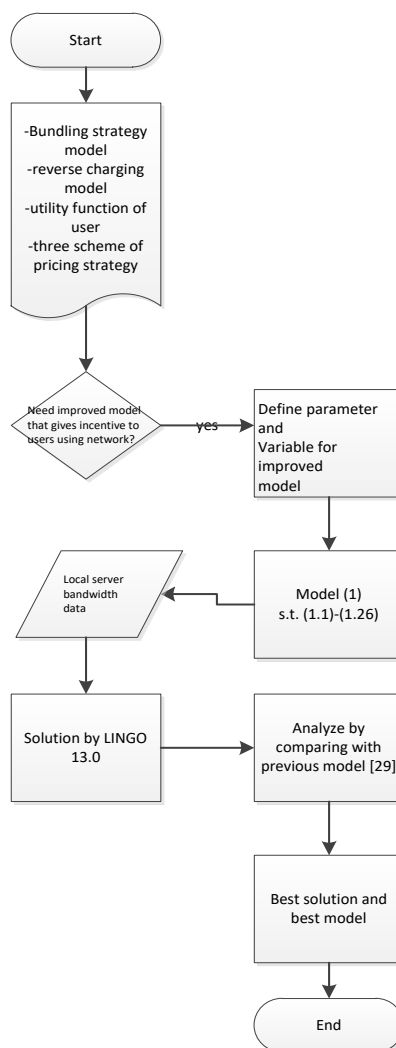 Start
-Bundling strategy
model
-reverse charging
model
-utility function of
user
-three scheme of
pricing strategy
Need improved model
that gives incentive to
users using network?
yes
Define parameter
and
Variable for
improved
model
Model (1)
s.t. (1.1)-(1.26)
Local server
bandwidth
data
Solution by LINGO
13.0
Analyze by
comparing with
previous model [29]
Best solution and
best model
End